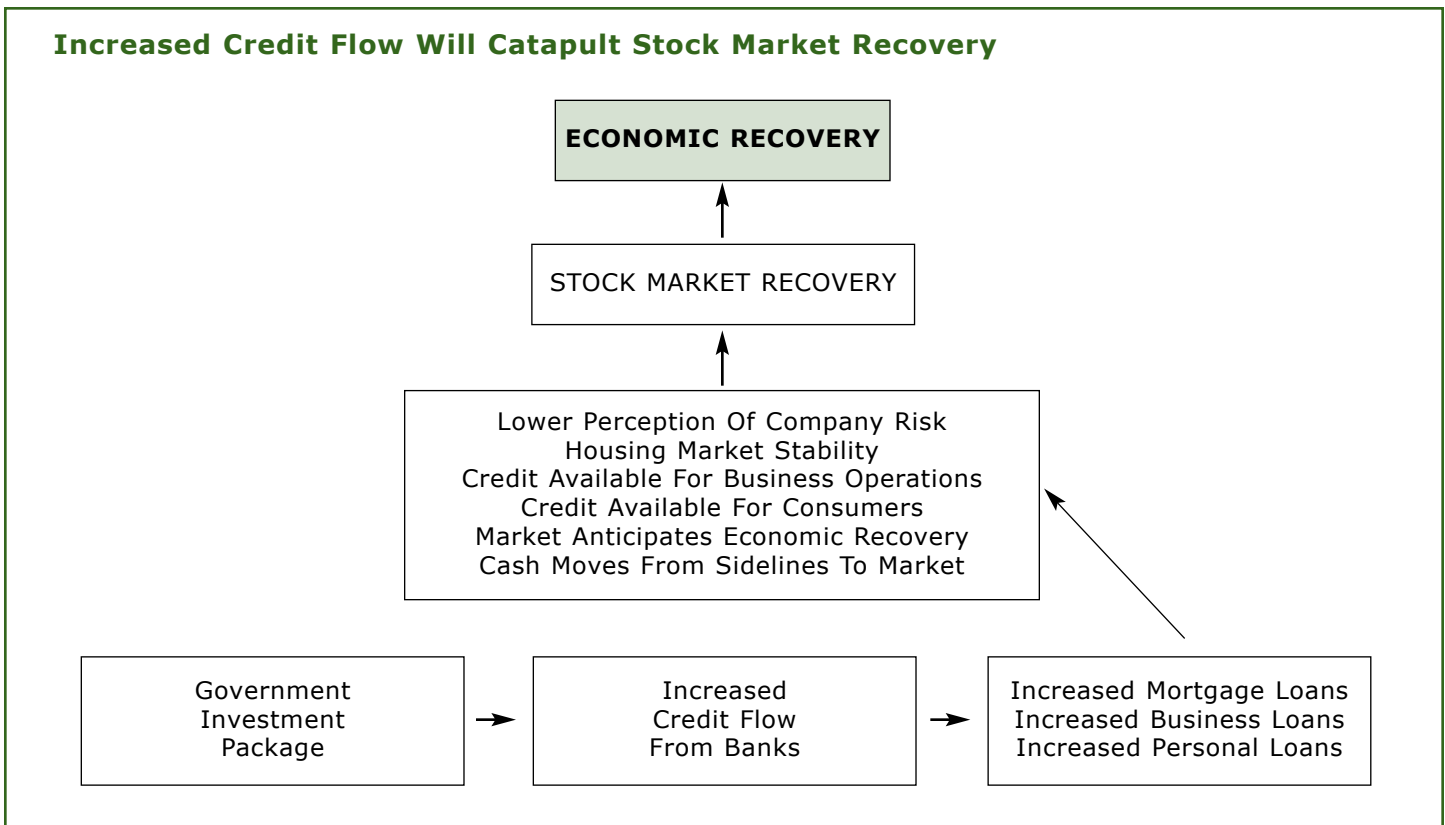 Increased Credit Flow Will Catapult Stock Market Recovery
ECONOMIC RECOVERY
STOCK MARKET RECOVERY
Lower Perception Of Company Risk
Housing Market Stability
Credit Available For Business Operations
Credit Available For Consumers
Market Anticipates Economic Recovery
Cash Moves From Sidelines To Market
Government
Investment
Package
Increased
Credit Flow
From Banks
Increased Mortgage Loans
Increased Business Loans
Increased Personal Loans